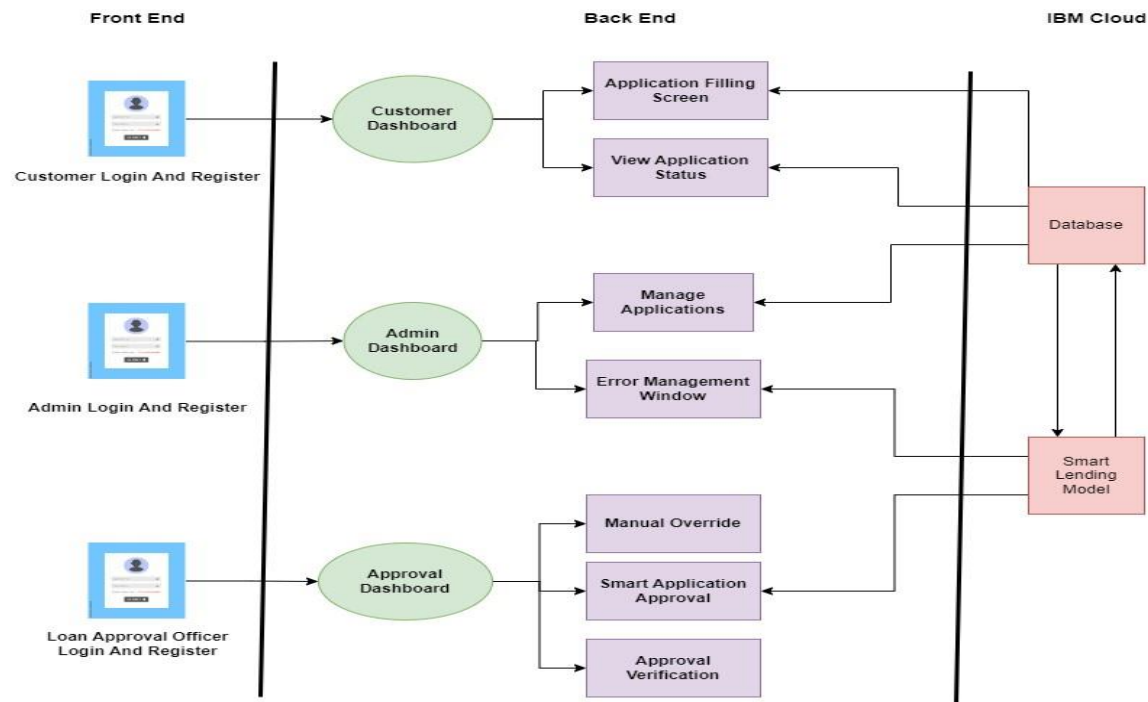 Front End
Back End
IBM Cloud
Customer Login And Register
Customer
Dashboard
Application Filling
Screen
View Application
Status
Database
Admin Login And Register
Admin
Dashboard
Manage
Applications
Error Management
Window
Smart
Lending
Model
Loan Approval Officer
Login And Register
Approval
Dashboard
Manual Override
Smart Application
Approval
Approval
Verification